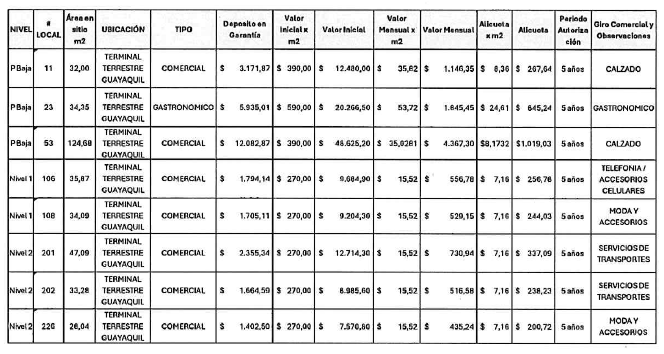 NIVEL # LOCAL Área en sitio m2 UBICACIÓN TIPO Deposito en Garantía Valor Inicial x m2 Valor Inicial Valor Mensual x m2 Valor Mensual Alicuota x m2 Alicuota Periodo Autorización Giro Comercial y Observaciones
P Baja 11 32,00 TERMINAL TERRESTRE GUAYAQUIL COMERCIAL $ 3.171,87 $ 390,00 $ 12.480,00 $ 35,82 $ 1.146,35 $ 8,36 $ 267,64 5 años CALZADO
P Baja 23 34,35 TERMINAL TERRESTRE GUAYAQUIL GASTRONOMICO $ 5.935,01 $ 590,00 $ 20.266,50 $ 53,72 $ 1.845,45 $ 24,61 $ 845,24 5 años GASTRONOMICO
P Baja 53 124,68 TERMINAL TERRESTRE GUAYAQUIL COMERCIAL $ 12.082,87 $ 390,00 $ 48.625,20 $ 35,0281 $ 4.367,30 $8,1732 $1.019,03 5 años CALZADO
Nivel 1 106 35,87 TERMINAL TERRESTRE GUAYAQUIL COMERCIAL $ 1.794,14 $ 270,00 $ 9.684,90 $ 15,52 $ 556,78 $ 7,16 $ 256,76 5 años TELEFONIA / ACCESORIOS CELULARES
Nivel 1 108 34,09 TERMINAL TERRESTRE GUAYAQUIL COMERCIAL $ 1.705,11 $ 270,00 $ 9.204,30 $ 15,52 $ 529,15 $ 7,16 $ 244,03 5 años MODA Y ACCESORIOS
Nivel 2 201 47,09 TERMINAL TERRESTRE GUAYAQUIL COMERCIAL $ 2.355,34 $ 270,00 $ 12.714,30 $ 15,52 $ 730,94 $ 7,16 $ 337,09 5 años SERVICIOS DE TRANSPORTES
Nivel 2 202 33,28 TERMINAL TERRESTRE GUAYAQUIL COMERCIAL $ 1.664,59 $ 270,00 $ 8.985,60 $ 15,52 $ 516,58 $ 7,16 $ 238,23 5 años SERVICIOS DE TRANSPORTES
Nivel 2 226 28,04 TERMINAL TERRESTRE GUAYAQUIL COMERCIAL $ 1.402,50 $ 270,00 $ 7.570,80 $ 15,52 $ 435,24 $ 7,16 $ 200,72 5 años MODA Y ACCESORIOS